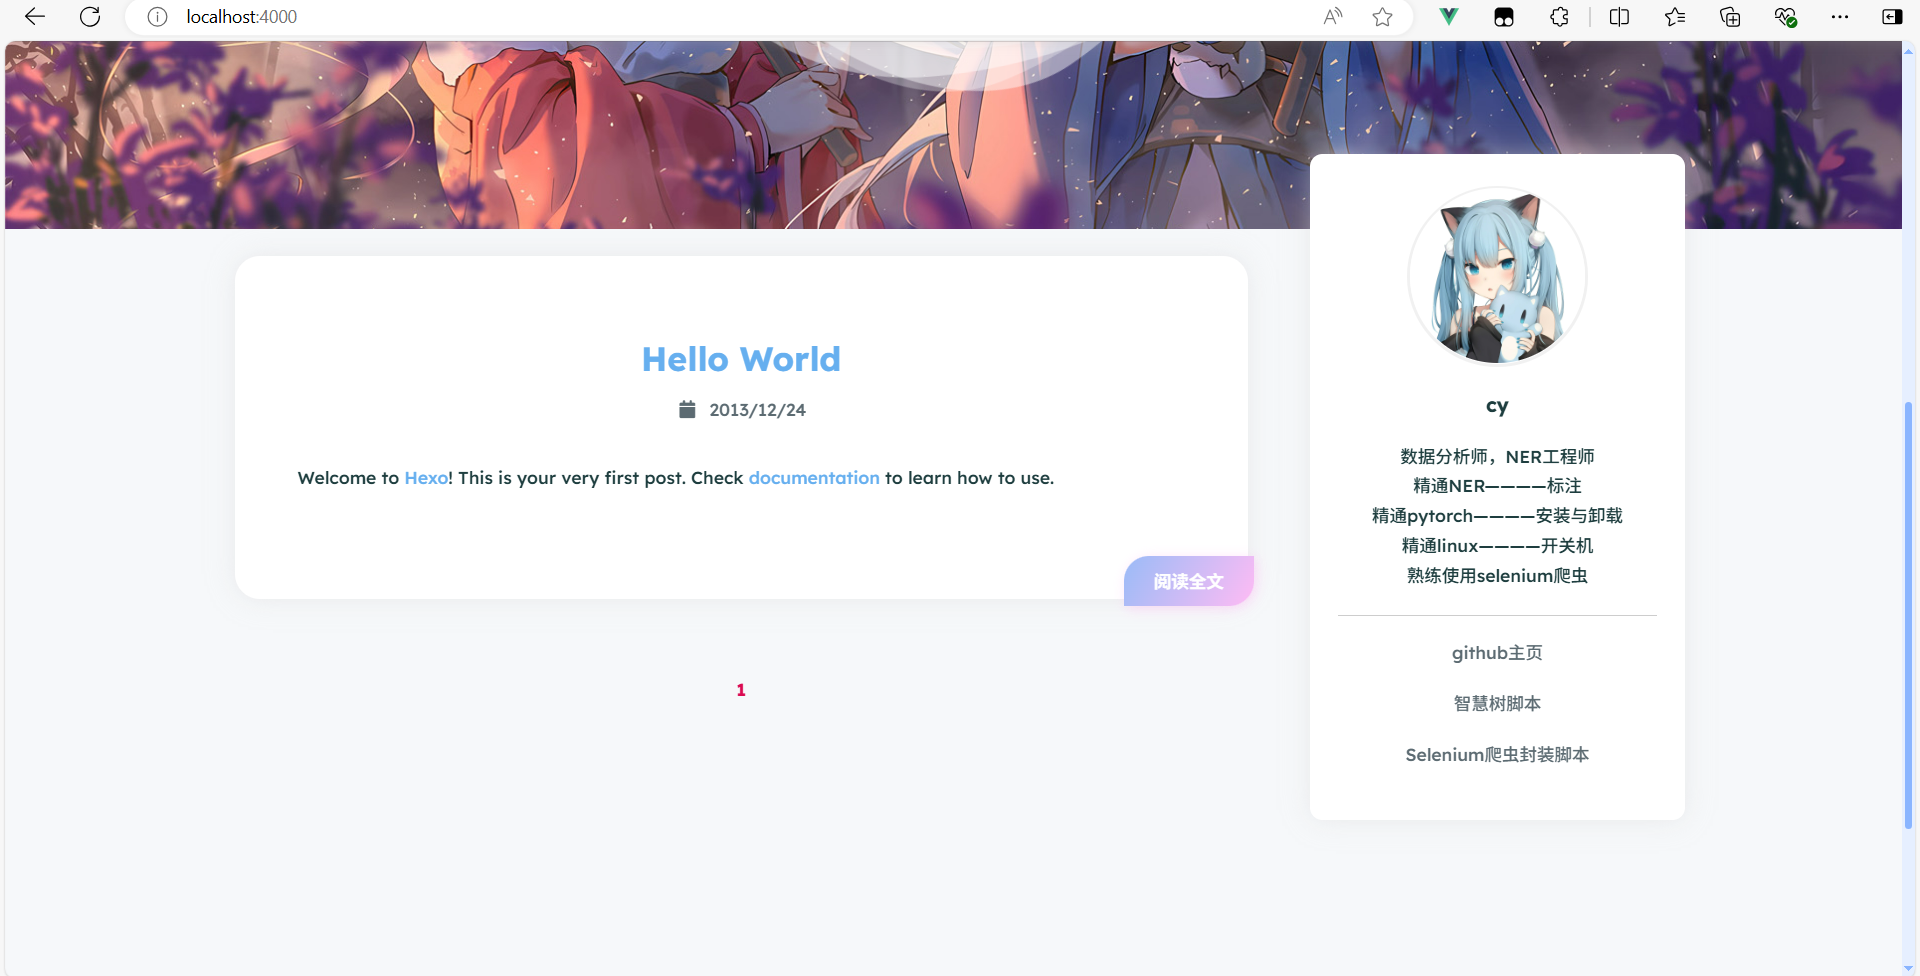 localhost:4000
Hello World
2013/12/24
Welcome to Hexo! This is your very first post. Check documentation to learn how to use.
阅读全文
1
cy
数据分析师，NER工程师
精通NER————标注
精通pytorch————安装与卸载
精通linux————开关机
熟练使用selenium爬虫
github主页
智慧树脚本
Selenium爬虫封装脚本